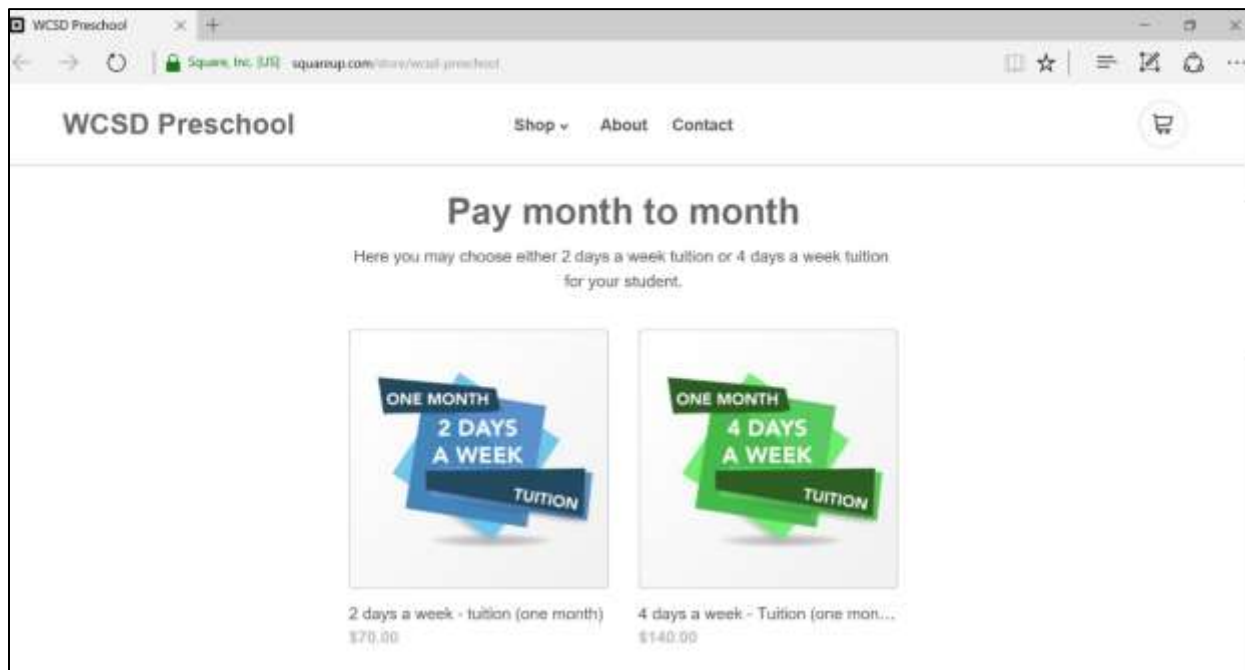 WCSD Preschool
Square, Inc. [US] squareup.com/store/wcsd-preschool
WCSD Preschool
Shop About Contact
Pay month to month
Here you may choose either 2 days a week tuition or 4 days a week tuition
for your student.
ONE MONTH
2 DAYS
A WEEK
TUITION
ONE MONTH
4 DAYS
A WEEK
TUITION
2 days a week - tuition (one month)
$70.00
4 days a week - Tuition (one mon...
$140.00